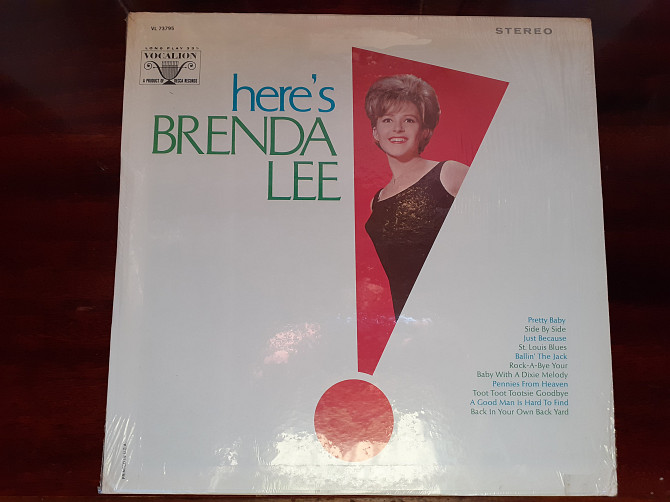 VL 73795
STEREO
LONG PLAY 33⅓
VOCALION
A PRODUCT OF DECCA RECORDS
here's
BRENDA
LEE
Pretty Baby
Side By Side
Just Because
St. Louis Blues
Ballin' The Jack
Rock-A-Bye Your
Baby With A Dixie Melody
Pennies From Heaven
Toot Toot Tootsie Goodbye
A Good Man Is Hard To Find
Back In Your Own Back Yard